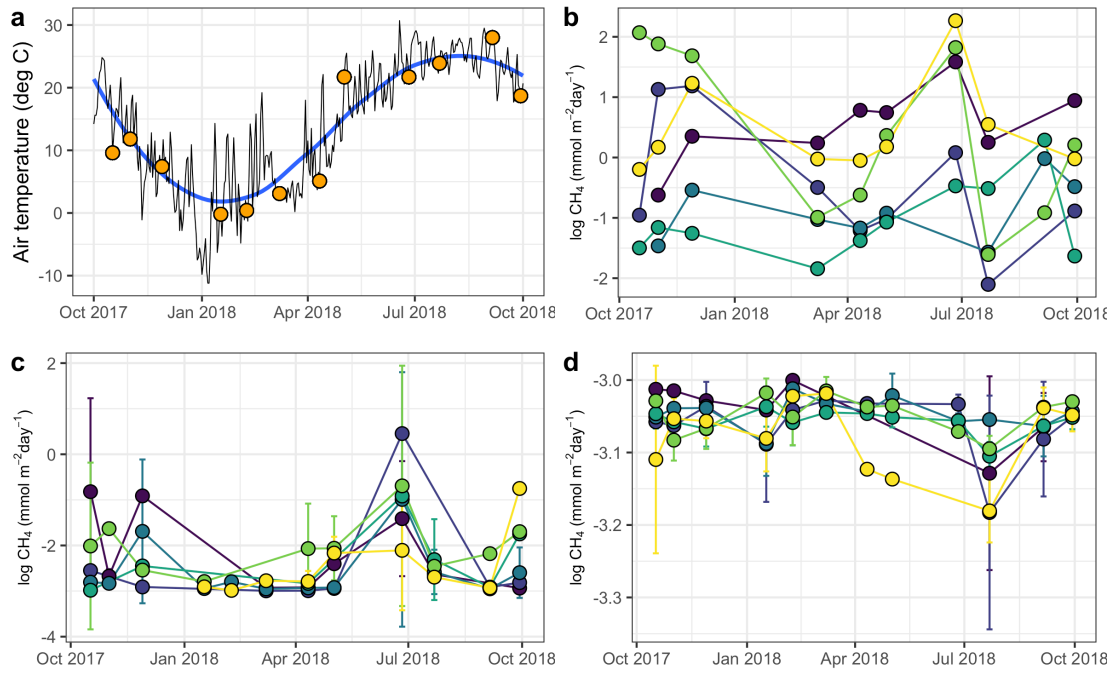 a
Air temperature (deg C)
30
20
10
0
-10
Oct 2017 Jan 2018 Apr 2018 Jul 2018 Oct 2018
b
log CH₄ (mmol m⁻²day⁻¹)
2
1
0
-1
-2
Oct 2017 Jan 2018 Apr 2018 Jul 2018 Oct 2018
c
log CH₄ (mmol m⁻²day⁻¹)
2
0
-2
-4
Oct 2017 Jan 2018 Apr 2018 Jul 2018 Oct 2018
d
log CH₄ (mmol m⁻²day⁻¹)
-3.0
-3.1
-3.2
-3.3
Oct 2017 Jan 2018 Apr 2018 Jul 2018 Oct 2018